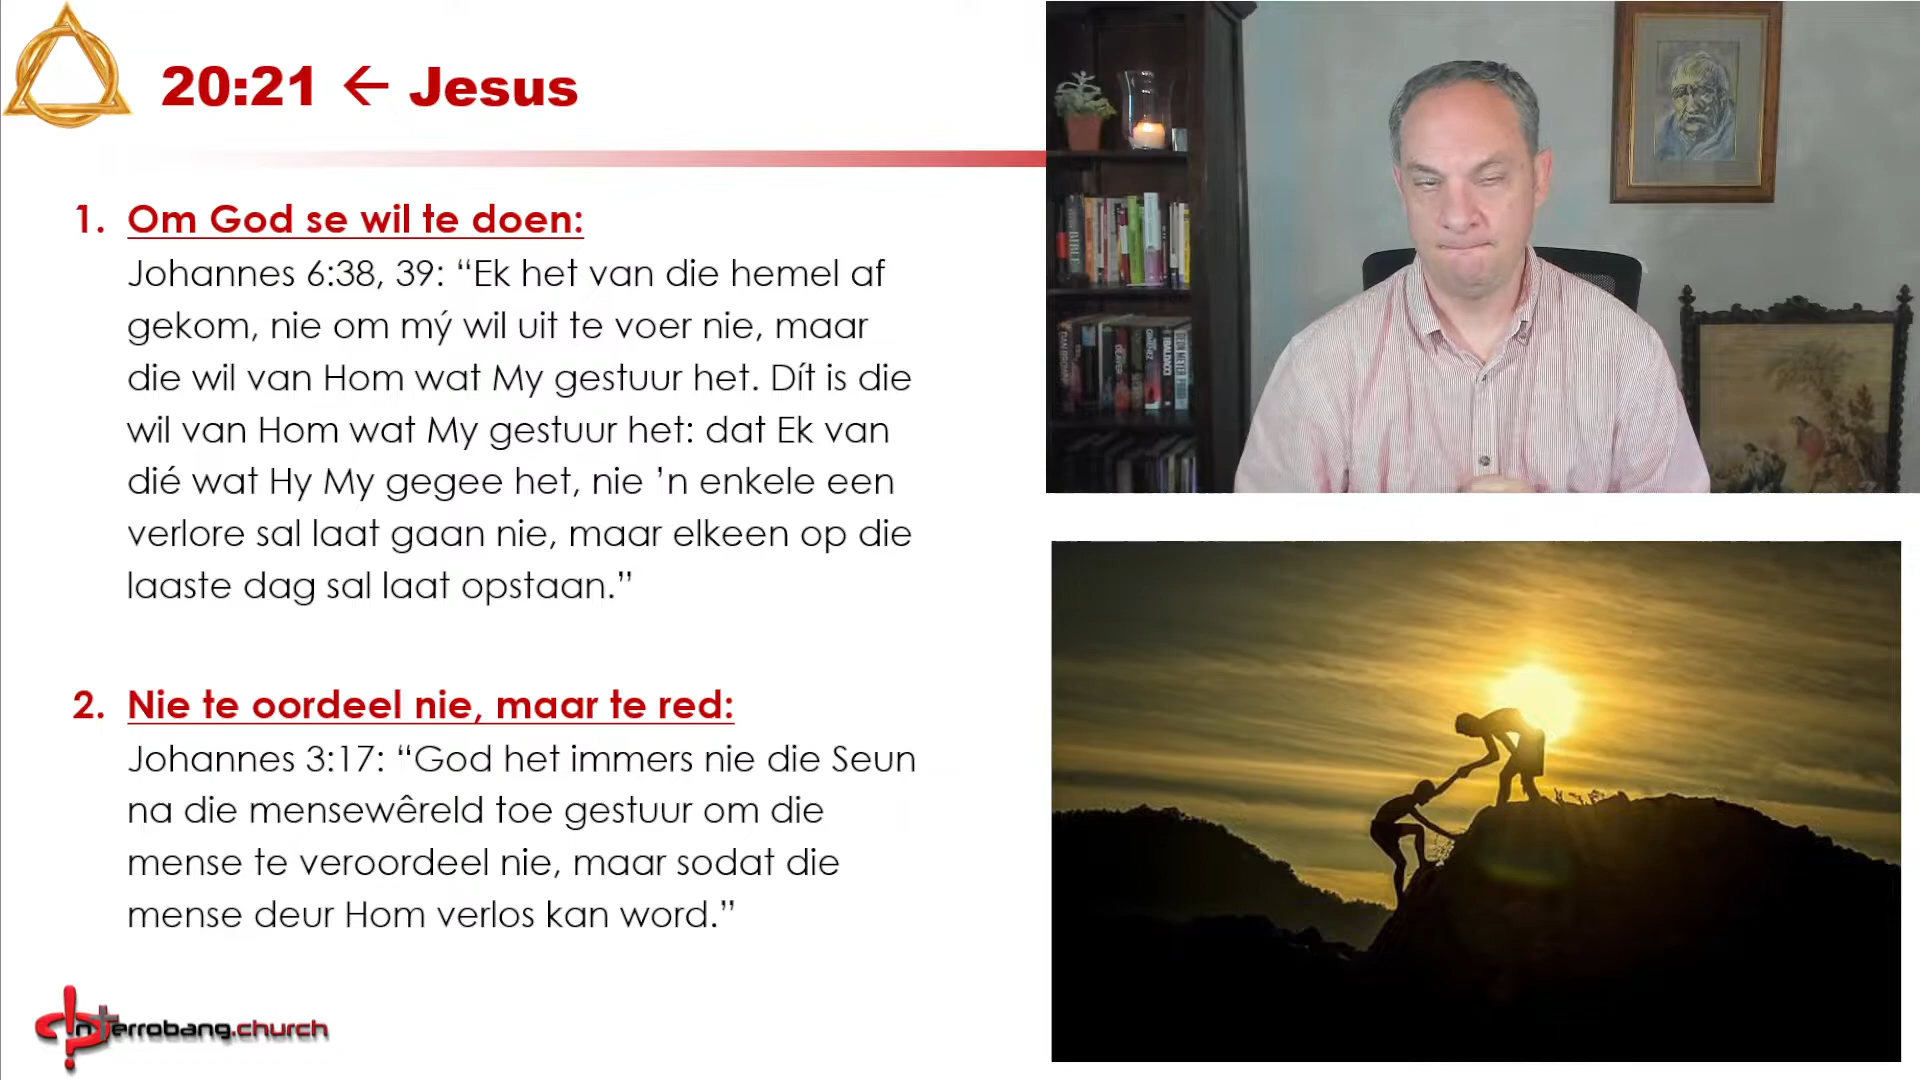 20:21 ← Jesus
1. Om God se wil te doen:
Johannes 6:38, 39: “Ek het van die hemel af
gekom, nie om mý wil uit te voer nie, maar
die wil van Hom wat My gestuur het. Dít is die
wil van Hom wat My gestuur het: dat Ek van
dié wat Hy My gegee het, nie ’n enkele een
verlore sal laat gaan nie, maar elkeen op die
laaste dag sal laat opstaan.”
2. Nie te oordeel nie, maar te red:
Johannes 3:17: “God het immers nie die Seun
na die mensewêreld toe gestuur om die
mense te veroordeel nie, maar sodat die
mense deur Hom verlos kan word.”
Interrobang.church
BIBLE
BALDACCI